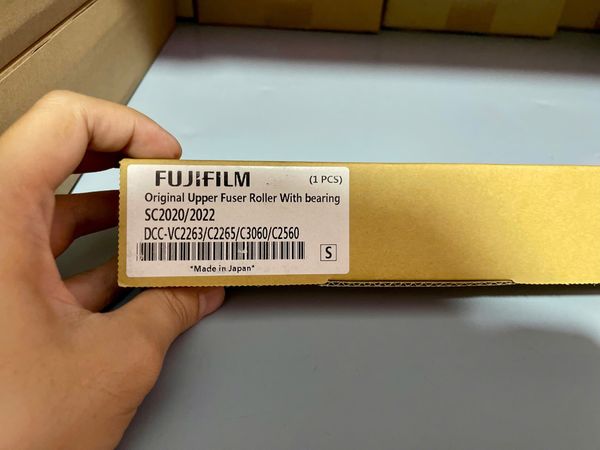 FUJIFILM (1 PCS)
Original Upper Fuser Roller With bearing
SC2020/2022
DCC-VC2263/C2265/C3060/C2560
S
"Made in Japan"